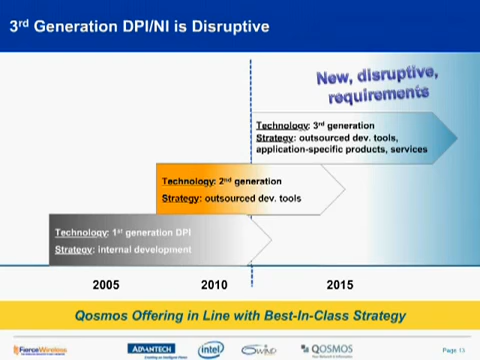 3rd Generation DPI/NI is Disruptive
New, disruptive,
requirements
Technology: 3rd generation
Strategy: outsourced dev. tools,
application-specific products, services
Technology: 2nd generation
Strategy: outsourced dev. tools
Technology: 1st generation DPI
Strategy: internal development
2005 2010 2015
Qosmos Offering in Line with Best-In-Class Strategy
FierceWireless ADVANTECH intel 6WIND QOSMOS Page 13